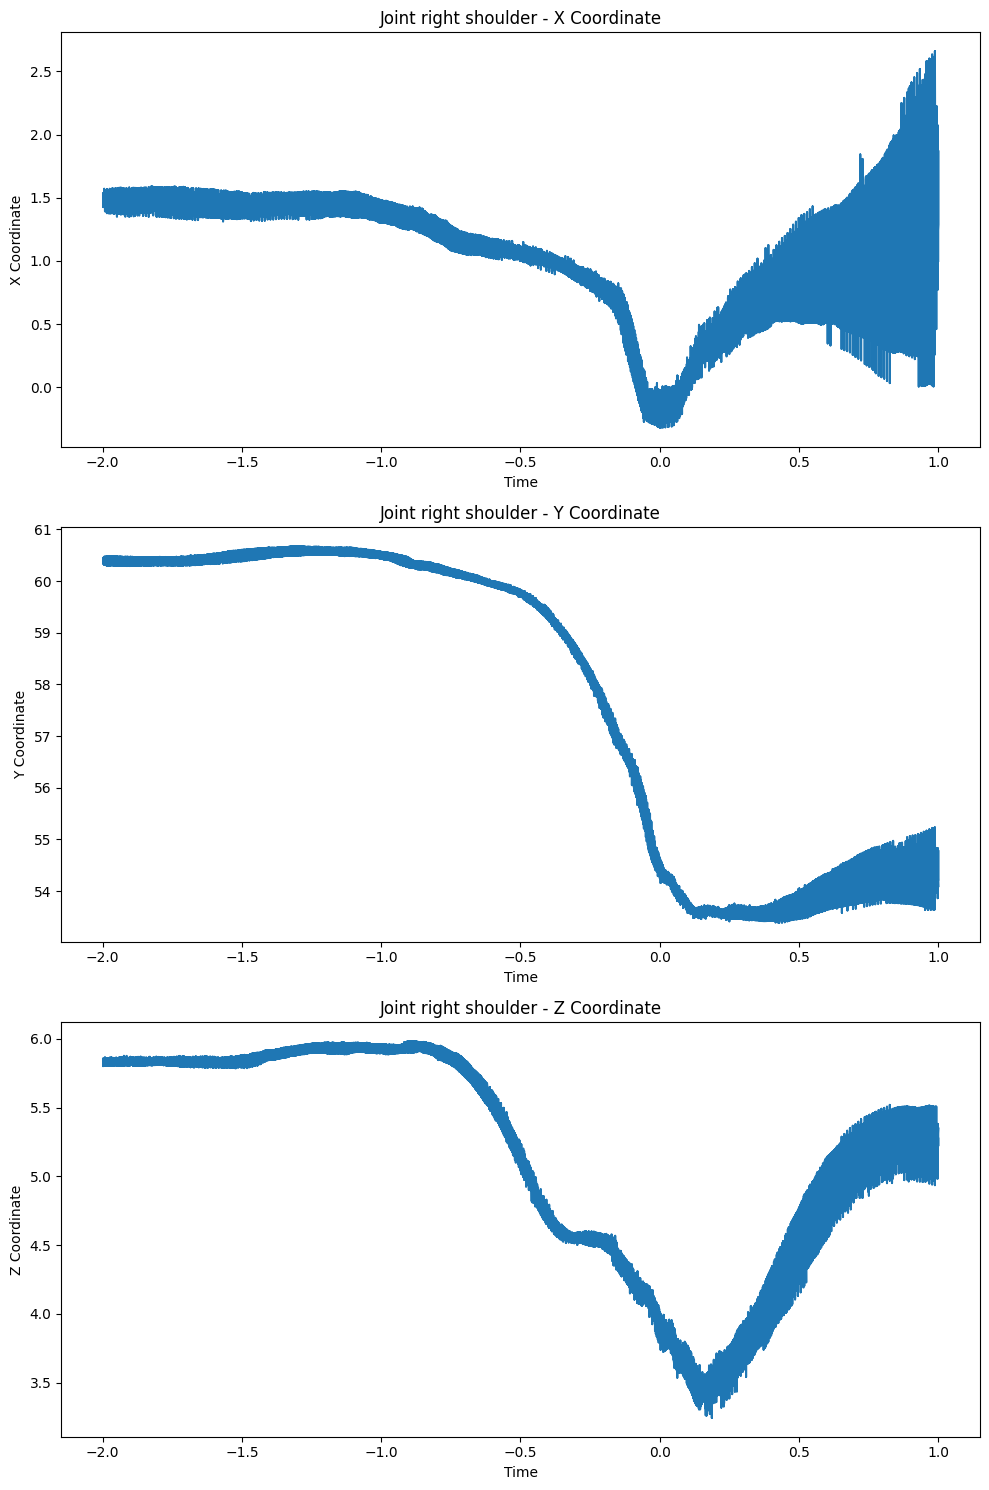 Joint right shoulder - X Coordinate
X Coordinate
2.5
2.0
1.5
1.0
0.5
0.0
−2.0 −1.5 −1.0 −0.5 0.0 0.5 1.0
Time
Joint right shoulder - Y Coordinate
Y Coordinate
61
60
59
58
57
56
55
54
−2.0 −1.5 −1.0 −0.5 0.0 0.5 1.0
Time
Joint right shoulder - Z Coordinate
Z Coordinate
6.0
5.5
5.0
4.5
4.0
3.5
−2.0 −1.5 −1.0 −0.5 0.0 0.5 1.0
Time